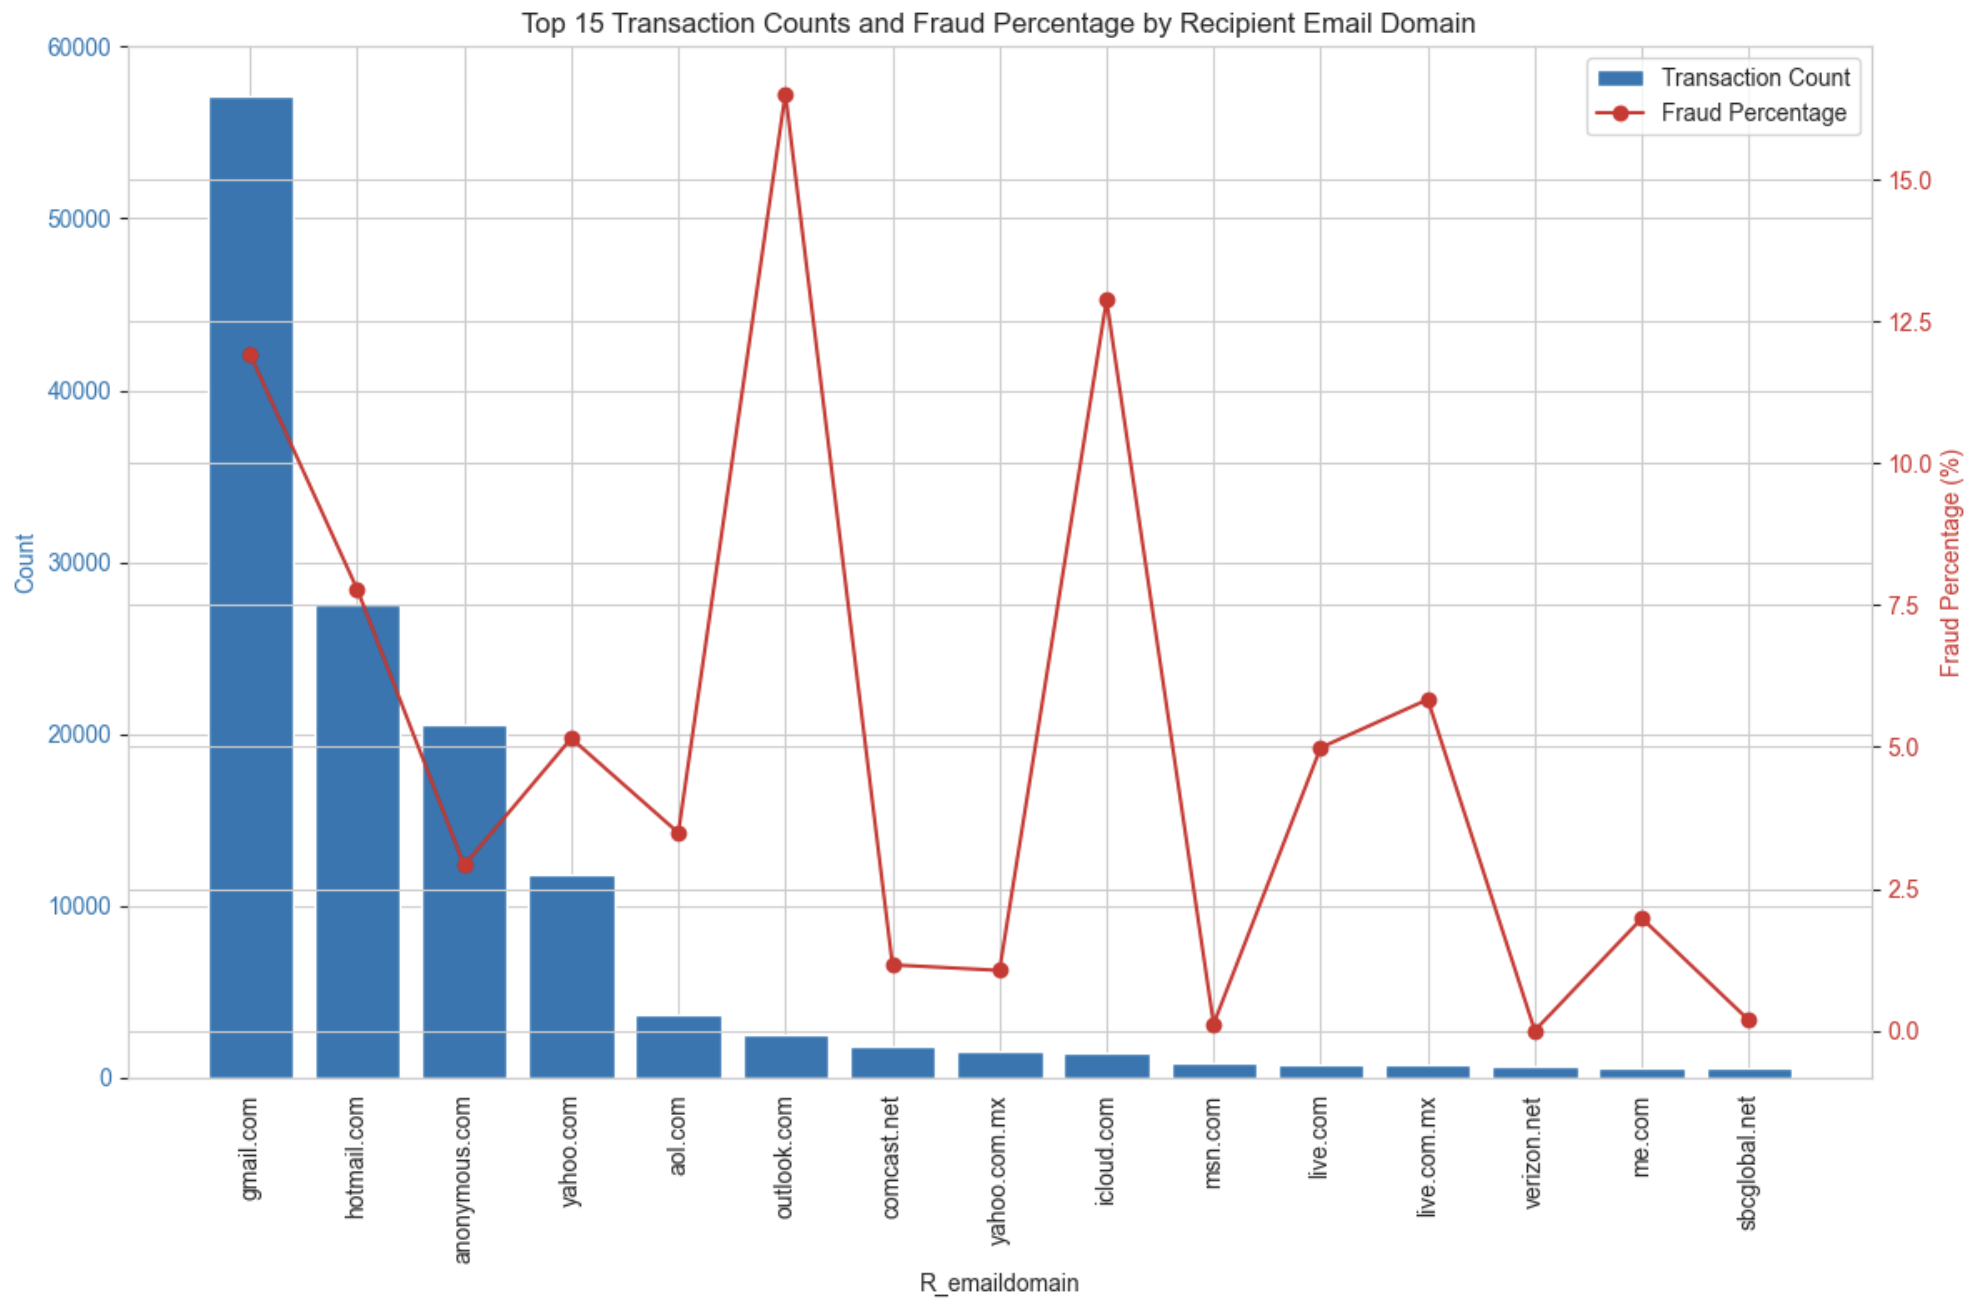 Top 15 Transaction Counts and Fraud Percentage by Recipient Email Domain
Transaction Count
Fraud Percentage
60000
50000
40000
30000
20000
10000
0
Count
15.0
12.5
10.0
7.5
5.0
2.5
0.0
Fraud Percentage (%)
gmail.com
hotmail.com
anonymous.com
yahoo.com
aol.com
outlook.com
comcast.net
yahoo.com.mx
icloud.com
msn.com
live.com
live.com.mx
verizon.net
me.com
sbcglobal.net
R_emaildomain